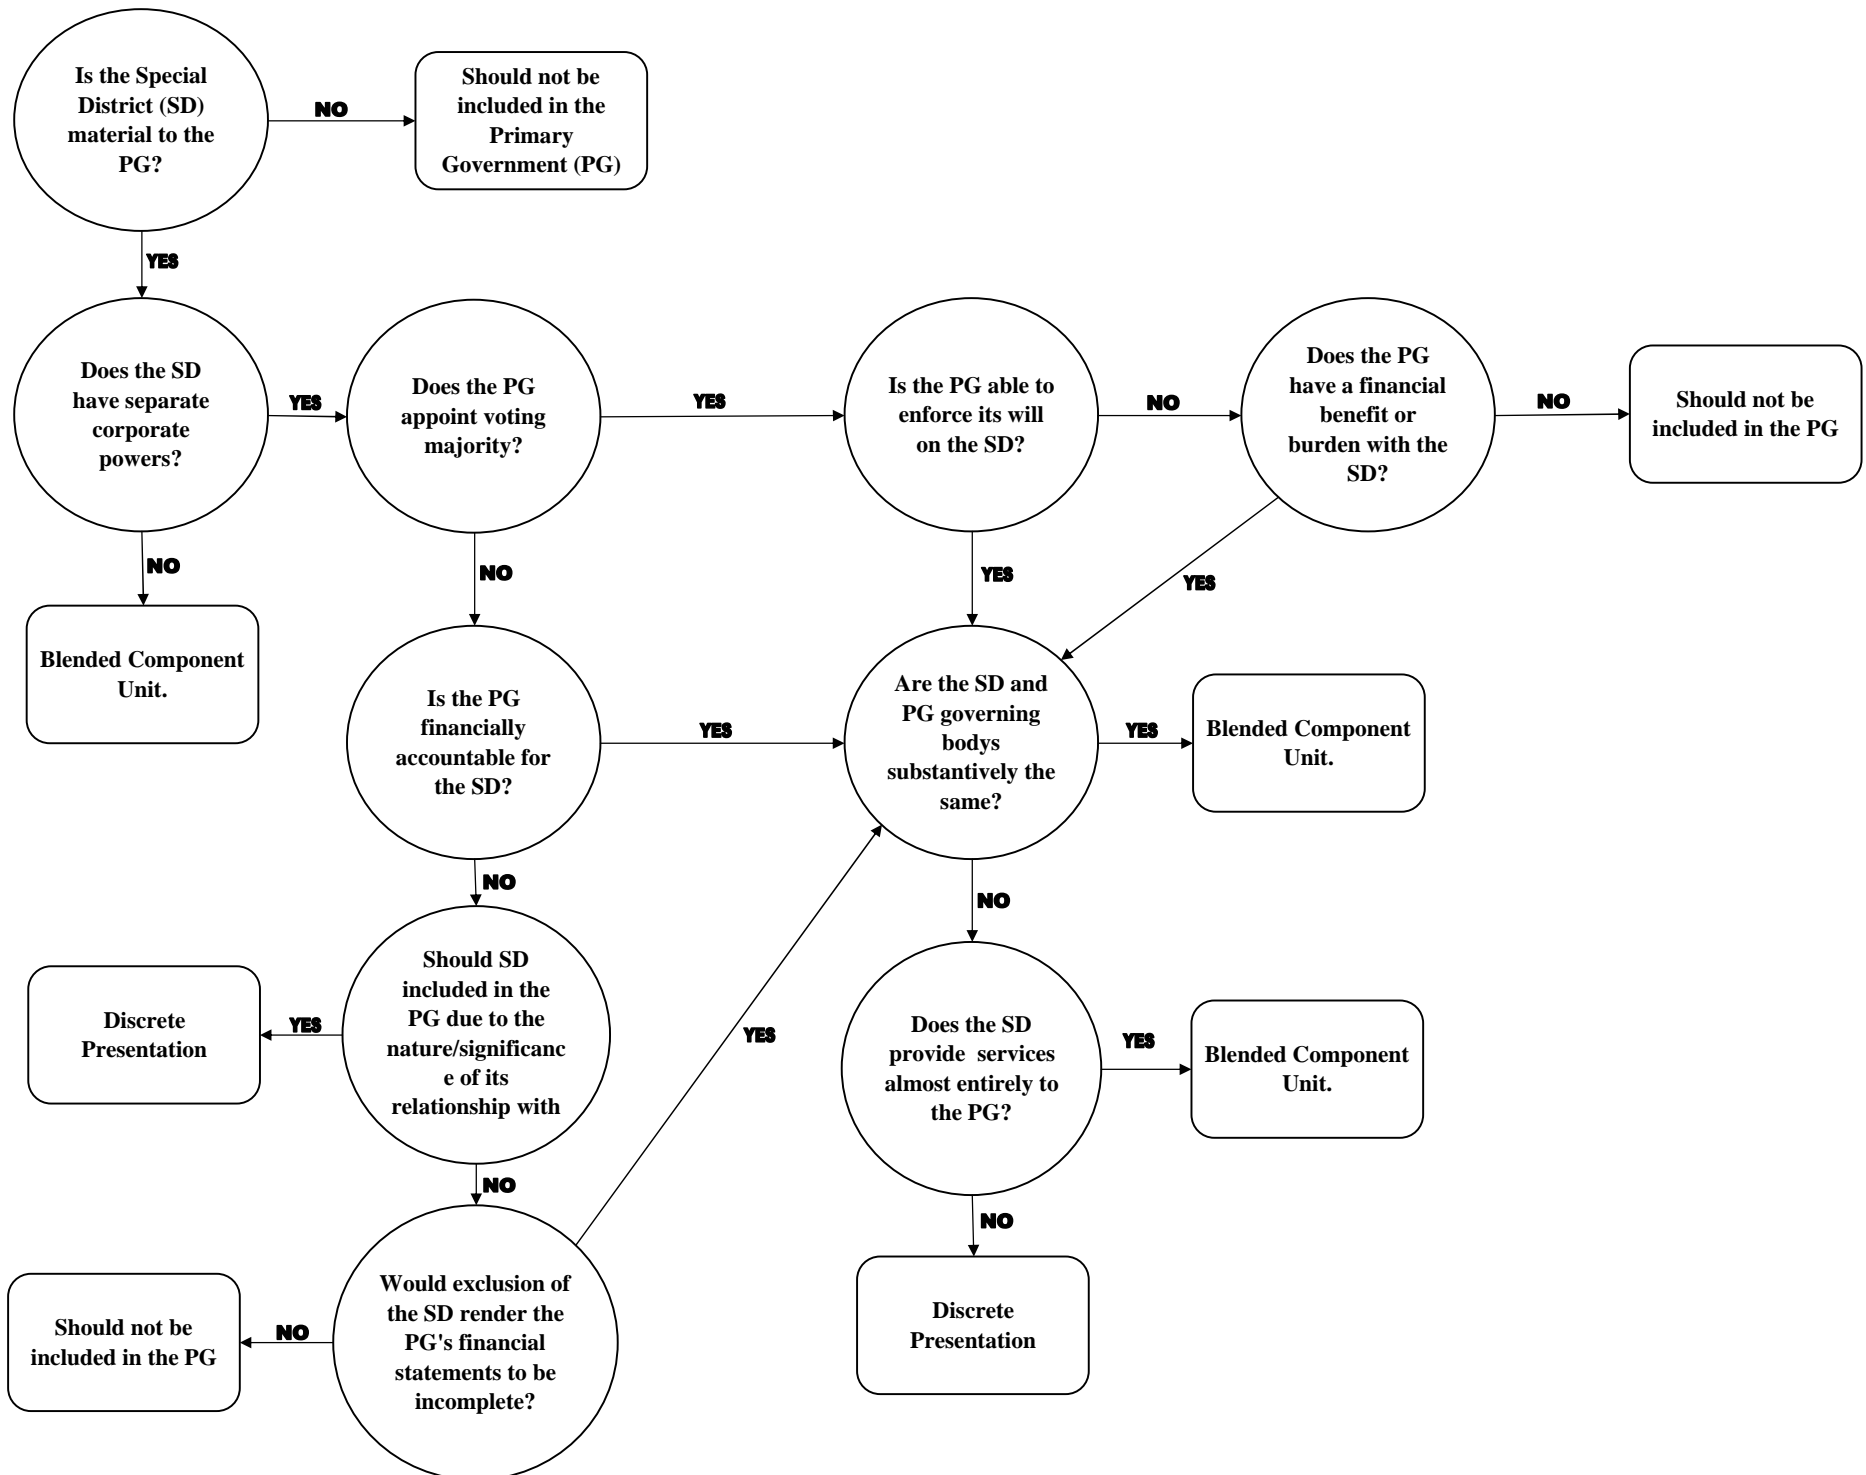 Is the Special
District (SD)
material to the
PG?
NO
Should not be
included in the
Primary
Government (PG)
YES
Does the SD
have separate
corporate
powers?
YES
Does the PG
appoint voting
majority?
YES
Is the PG able to
enforce its will
on the SD?
NO
Does the PG
have a financial
benefit or
burden with the
SD?
NO
Should not be
included in the PG
NO
NO
YES
YES
Blended Component
Unit.
Is the PG
financially
accountable for
the SD?
YES
Are the SD and
PG governing
bodys
substantively the
same?
YES
Blended Component
Unit.
NO
NO
Discrete
Presentation
YES
Should SD
included in the
PG due to the
nature/significanc
e of its
relationship with
YES
Does the SD
provide services
almost entirely to
the PG?
YES
Blended Component
Unit.
NO
NO
Should not be
included in the PG
NO
Would exclusion of
the SD render the
PG's financial
statements to be
incomplete?
Discrete
Presentation